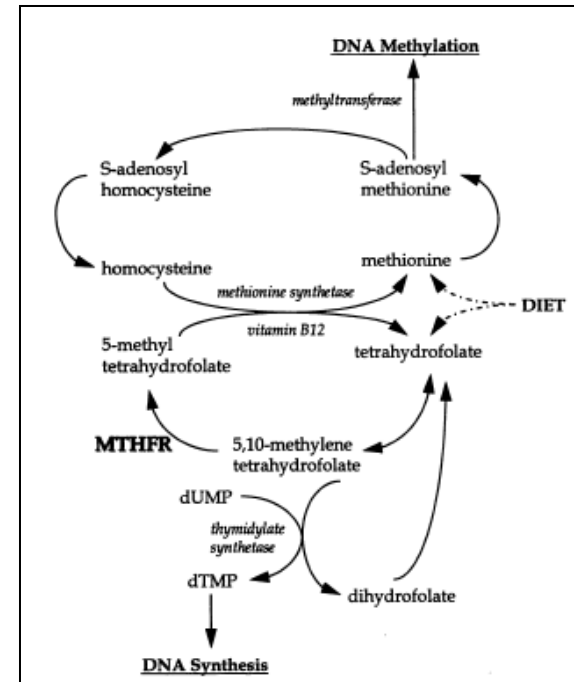 DNA Methylation
methyltransferase
S-adenosyl
homocysteine
S-adenosyl
methionine
homocysteine
methionine
methionine synthetase
DIET
vitamin B12
5-methyl
tetrahydrofolate
tetrahydrofolate
MTHFR
5,10-methylene
tetrahydrofolate
dUMP
thymidylate
synthetase
dTMP
dihydrofolate
DNA Synthesis